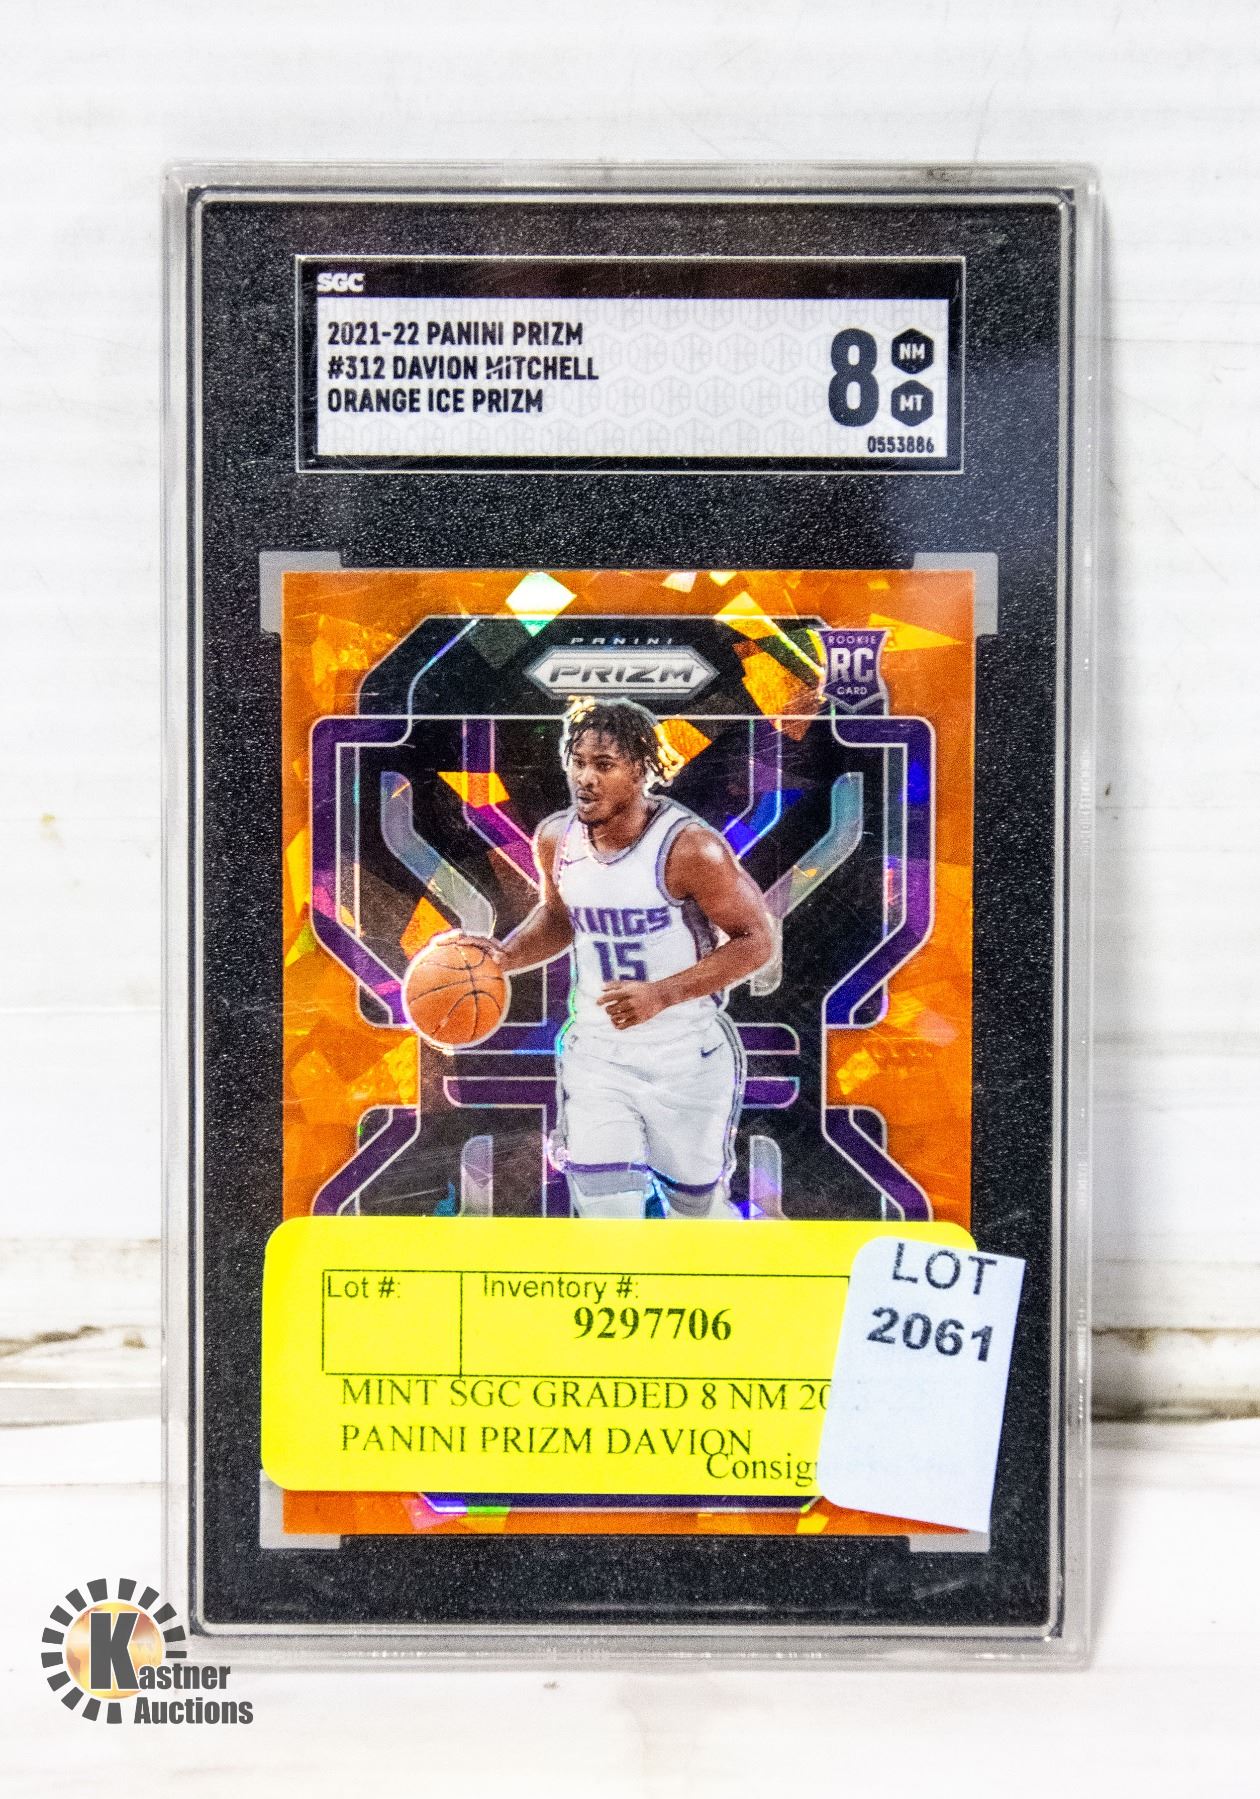 SGC
2021-22 PANINI PRIZM
#312 DAVION MITCHELL
ORANGE ICE PRIZM
8
NM
MT
0553886
PANINI
PRIZM
ROOKIE
RC
CARD
KINGS
15
Lot #:
Inventory #:
9297706
MINT SGC GRADED 8 NM
PANINI PRIZM DAVION
LOT
2061
Kastner
Auctions